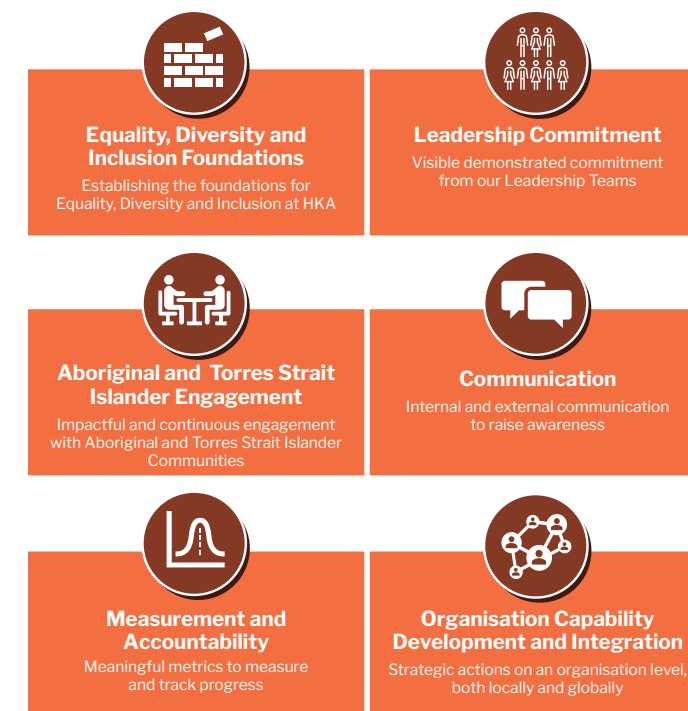 Equality, Diversity and
Inclusion Foundations
Establishing the foundations for
Equality, Diversity and Inclusion at HKA
Leadership Commitment
Visible demonstrated commitment
from our Leadership Teams
Aboriginal and Torres Strait
Islander Engagement
Impactful and continuous engagement
with Aboriginal and Torres Strait Islander
Communities
Communication
Internal and external communication
to raise awareness
Measurement and
Accountability
Meaningful metrics to measure
and track progress
Organisation Capability
Development and Integration
Strategic actions on an organisation level,
both locally and globally